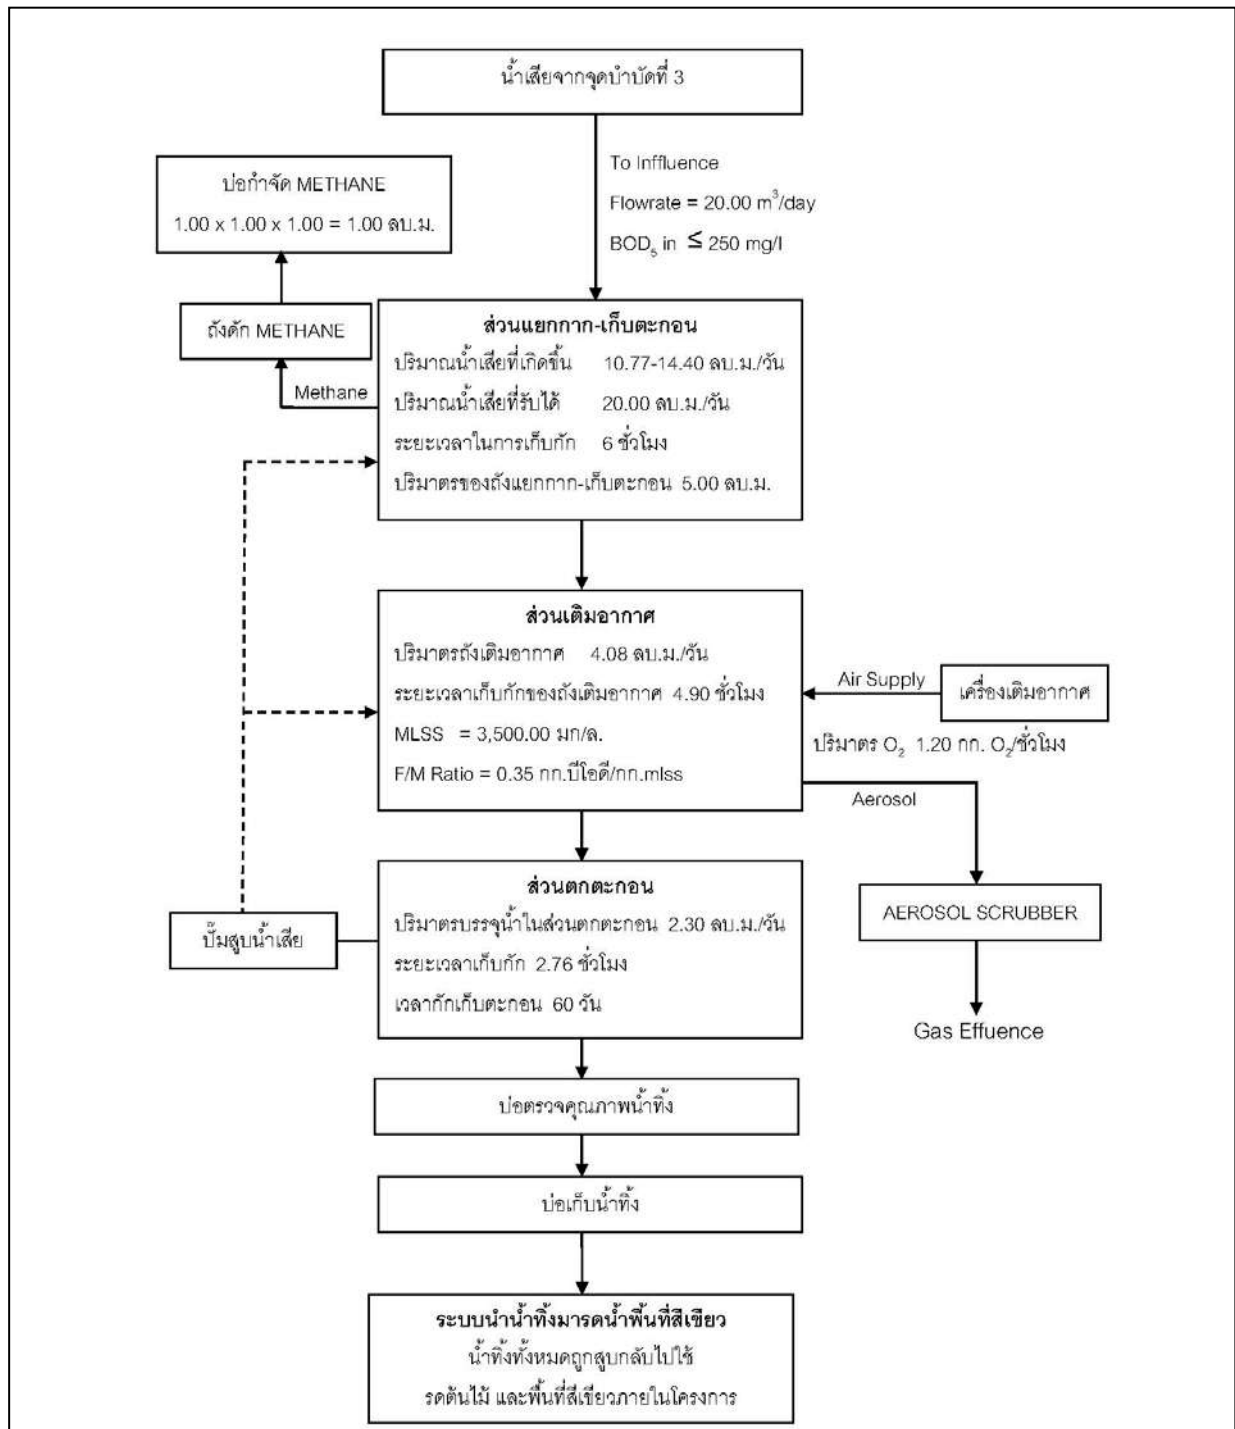 น้ำเสียจากจุดบำบัดที่ 3
To Inffluence
Flowrate = 20.00 m³/day
BOD₅ in ≤ 250 mg/l
บ่อกำจัด METHANE
1.00 x 1.00 x 1.00 = 1.00 ลบ.ม.
ถังดัก METHANE
Methane
ส่วนแยกกาก-เก็บตะกอน
ปริมาณน้ำเสียที่เกิดขึ้น 10.77-14.40 ลบ.ม./วัน
ปริมาณน้ำเสียที่รับได้ 20.00 ลบ.ม./วัน
ระยะเวลาในการเก็บกัก 6 ชั่วโมง
ปริมาตรของถังแยกกาก-เก็บตะกอน 5.00 ลบ.ม.
ส่วนเติมอากาศ
ปริมาตรถังเติมอากาศ 4.08 ลบ.ม./วัน
ระยะเวลาเก็บกักของถังเติมอากาศ 4.90 ชั่วโมง
MLSS = 3,500.00 มก/ล.
F/M Ratio = 0.35 กก.บีโอดี/กก.mlss
Air Supply
เครื่องเติมอากาศ
ปริมาตร O₂ 1.20 กก. O₂/ชั่วโมง
Aerosol
AEROSOL SCRUBBER
Gas Effuence
ส่วนตกตะกอน
ปริมาตรบรรจุน้ำในส่วนตกตะกอน 2.30 ลบ.ม./วัน
ระยะเวลาเก็บกัก 2.76 ชั่วโมง
เวลากักเก็บตะกอน 60 วัน
ปั๊มสูบน้ำเสีย
บ่อตรวจคุณภาพน้ำทิ้ง
บ่อเก็บน้ำทิ้ง
ระบบนำน้ำทิ้งมารดน้ำพื้นที่สีเขียว
น้ำทิ้งทั้งหมดถูกสูบกลับไปใช้
รดต้นไม้ และพื้นที่สีเขียวภายในโครงการ